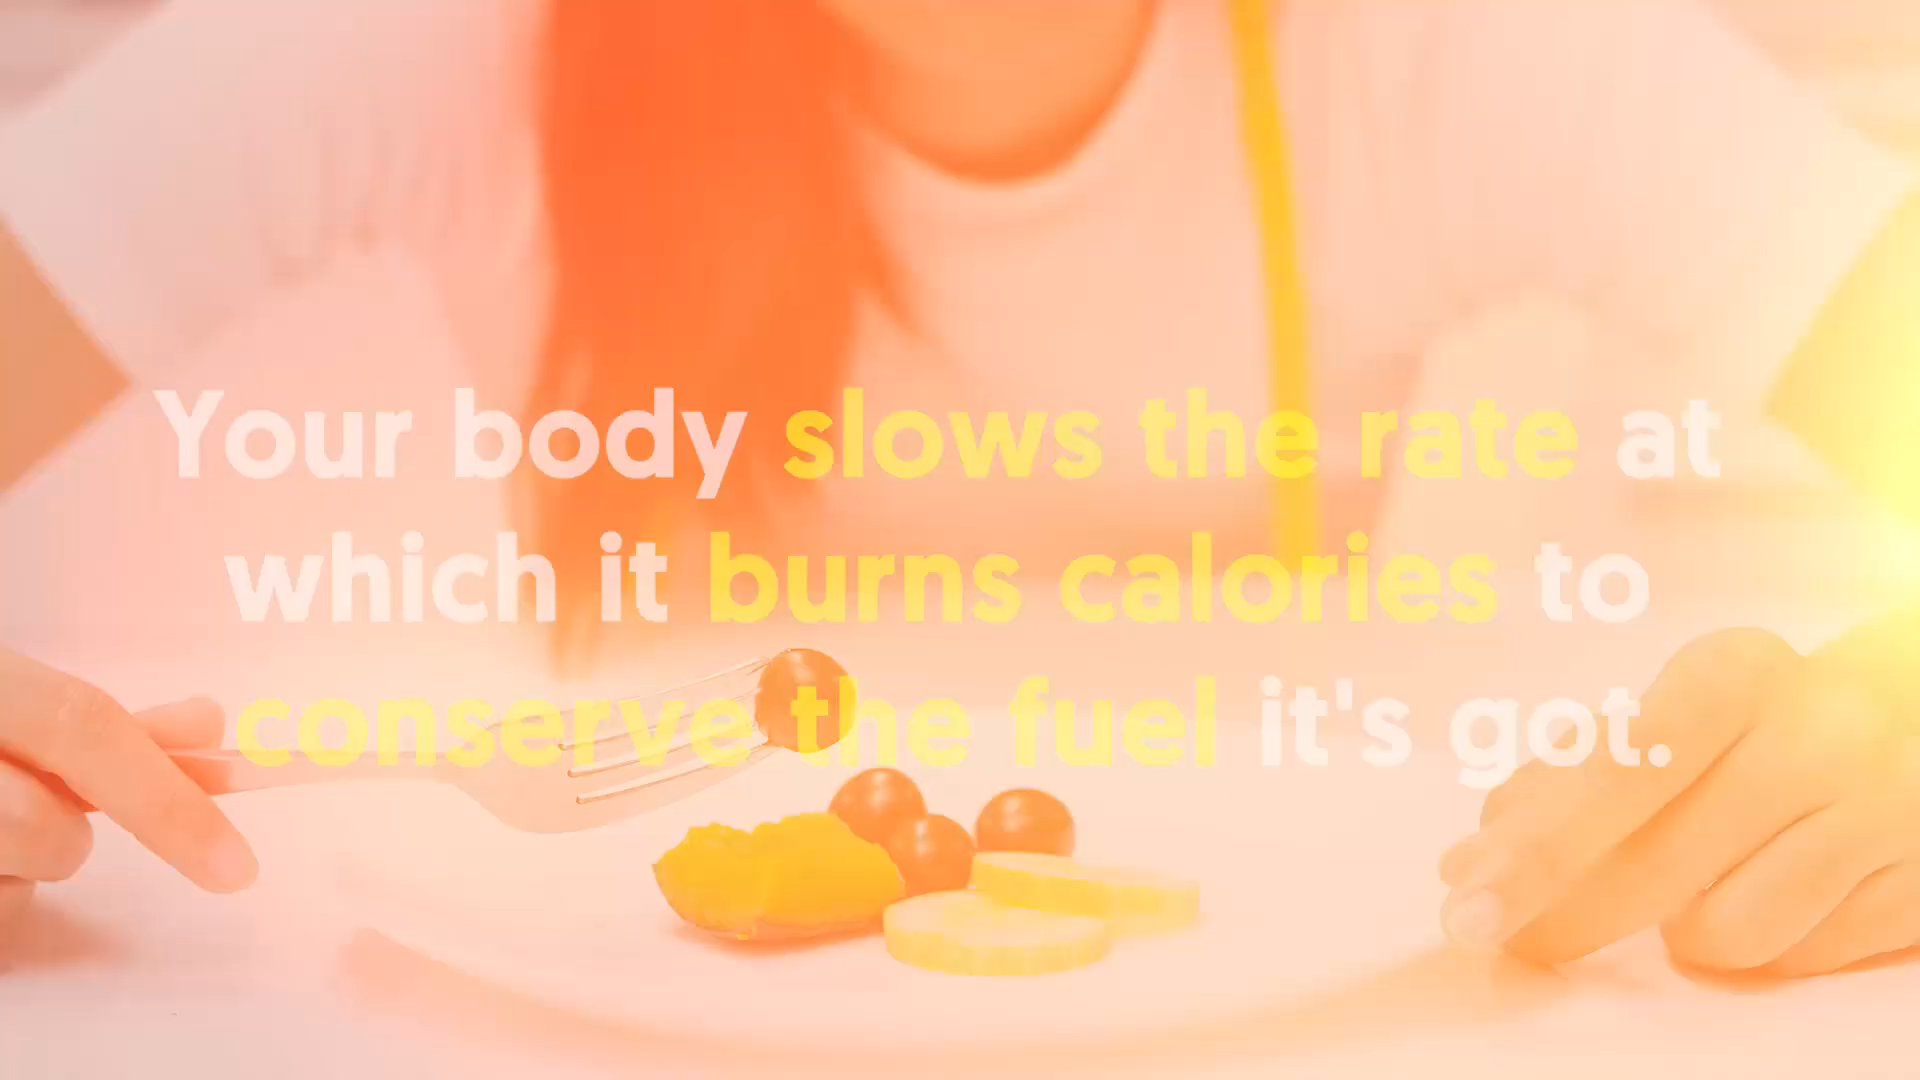 Your body slows the rate at
which it burns calories to
conserve the fuel it's got.